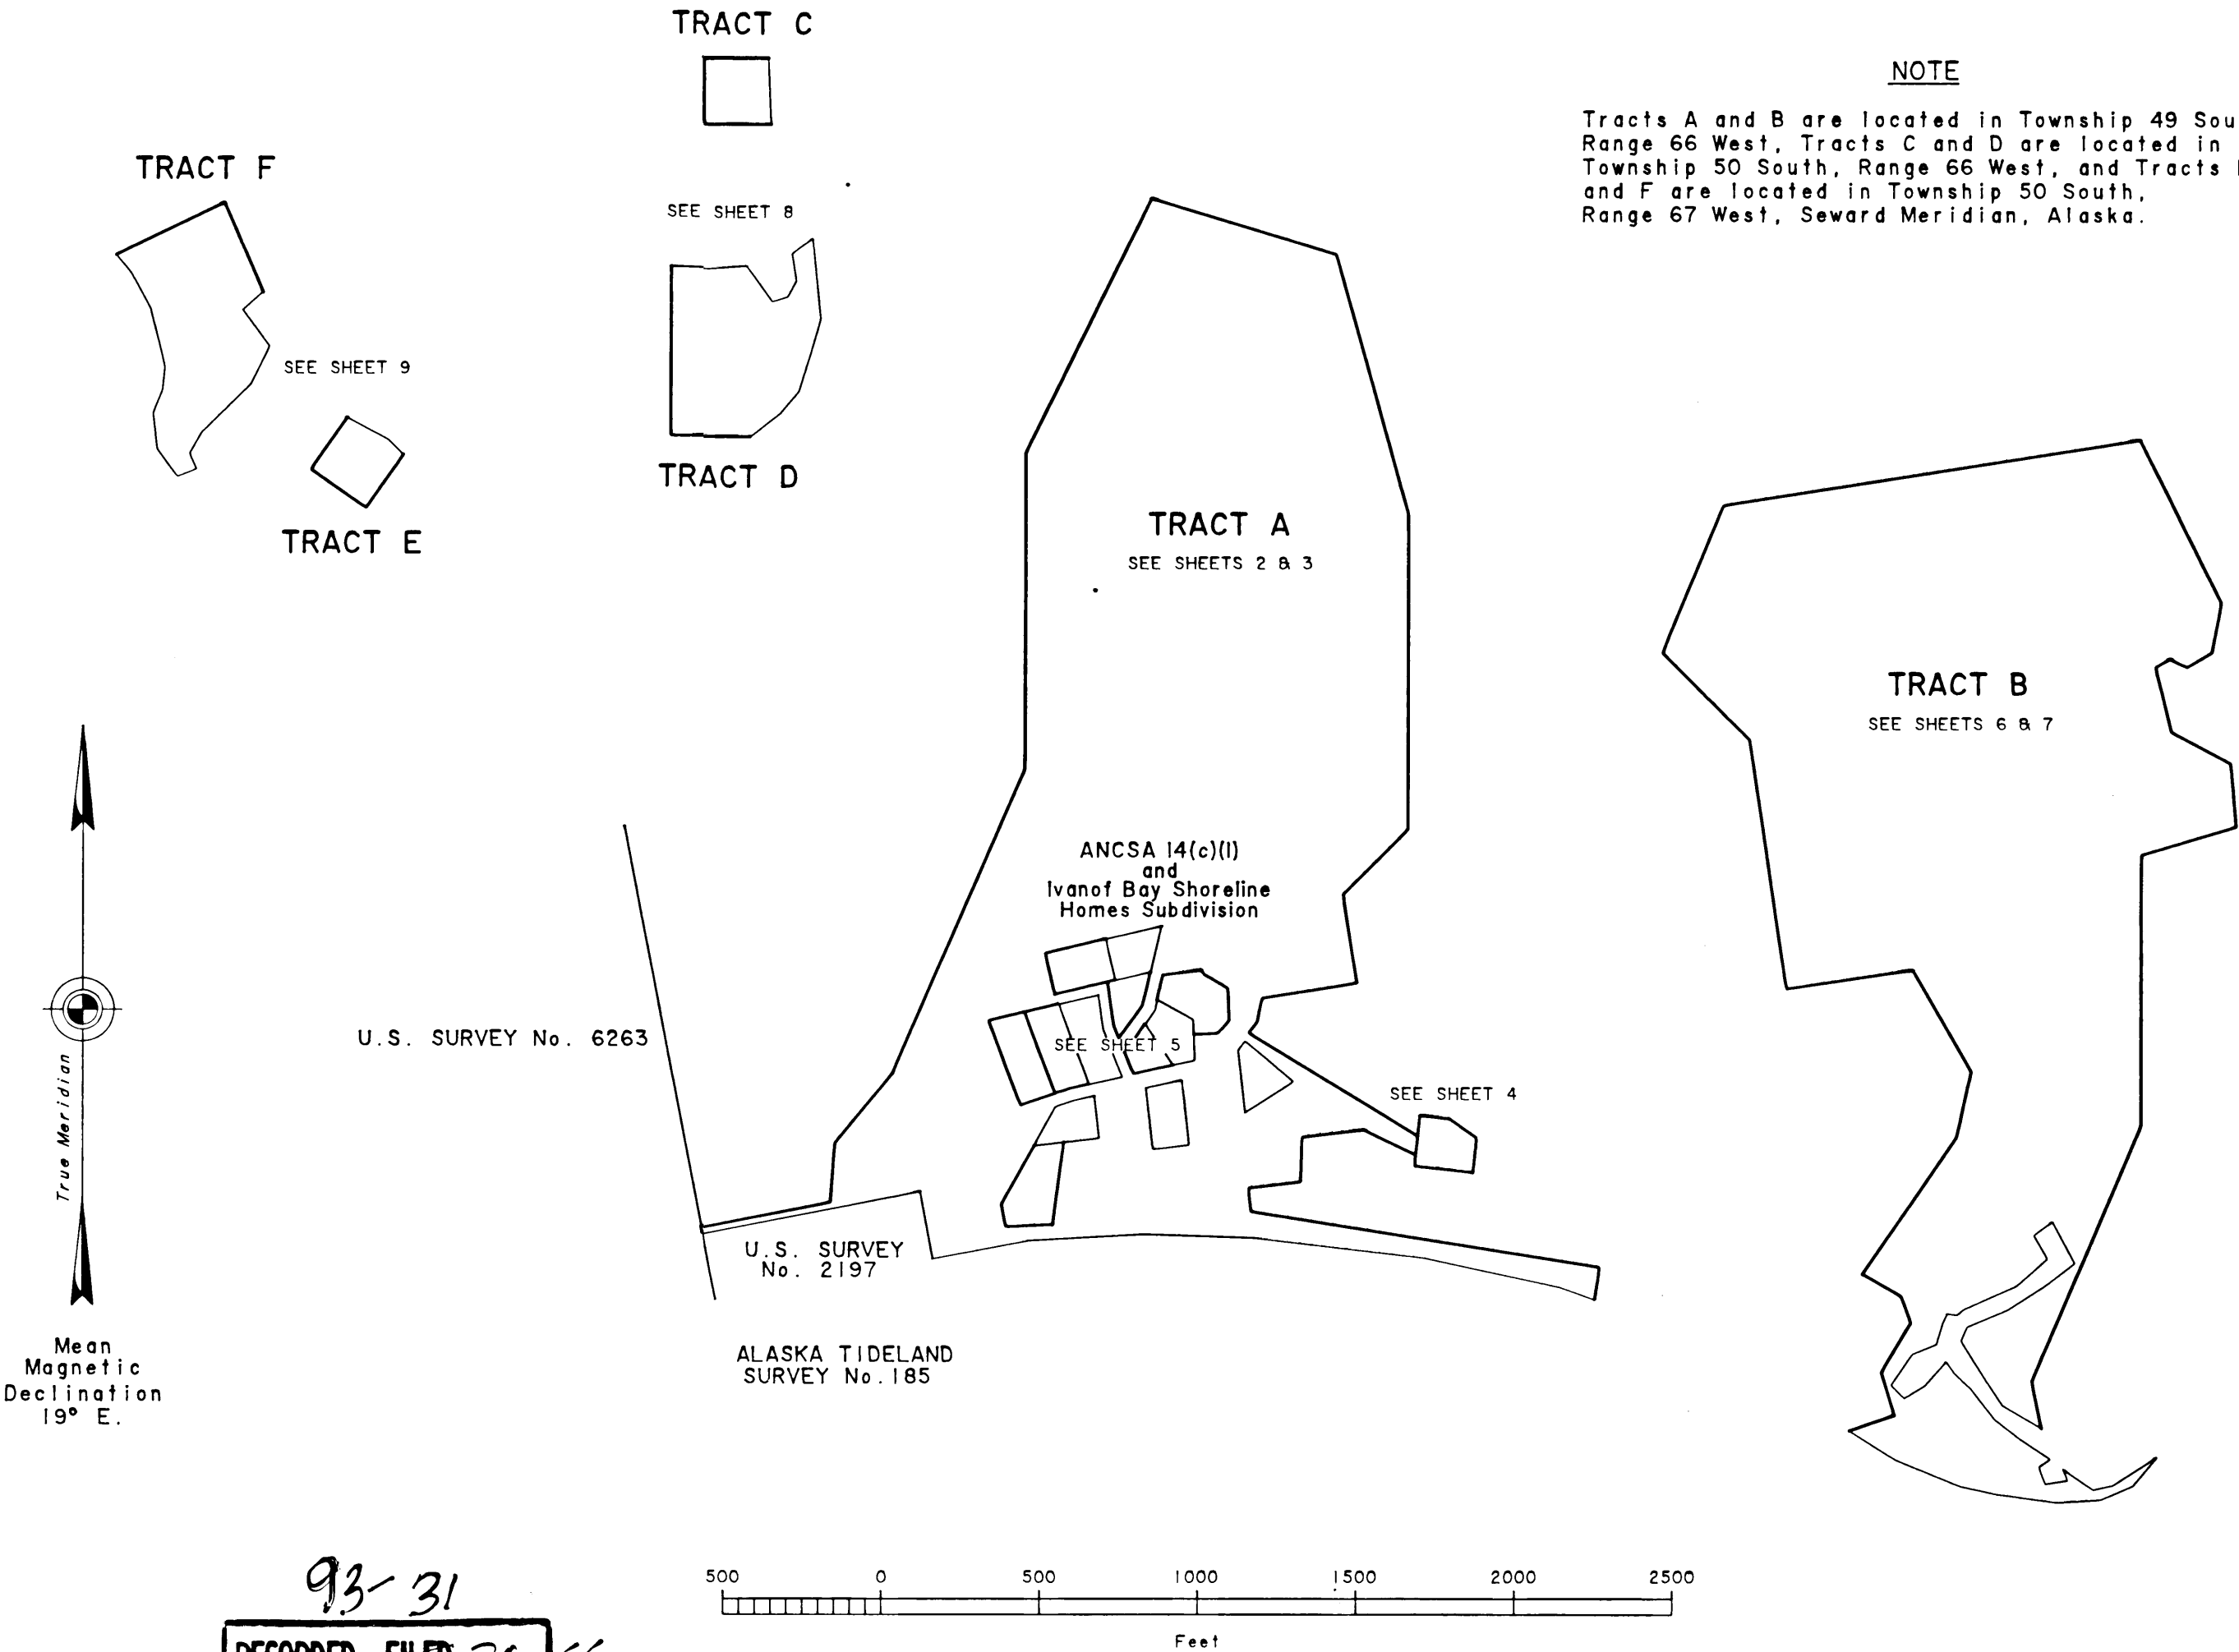 TRACT C
NOTE
Tracts A and B are located in Township 49 Sou
Range 66 West, Tracts C and D are located in
Township 50 South, Range 66 West, and Tracts
and F are located in Township 50 South,
Range 67 West, Seward Meridian, Alaska.
TRACT F
SEE SHEET 8
SEE SHEET 9
TRACT D
TRACT E
TRACT A
SEE SHEETS 2 & 3
TRACT B
SEE SHEETS 6 & 7
ANCSA 14(c)(1)
and
Ivanof Bay Shoreline
Homes Subdivision
U.S. SURVEY No. 6263
SEE SHEET 5
SEE SHEET 4
True Meridian
U.S. SURVEY
No. 2197
Mean
Magnetic
Declination
19° E.
ALASKA TIDELAND
SURVEY No. 185
93-31
500 0 500 1000 1500 2000 2500
Feet
RECORDED - FILED